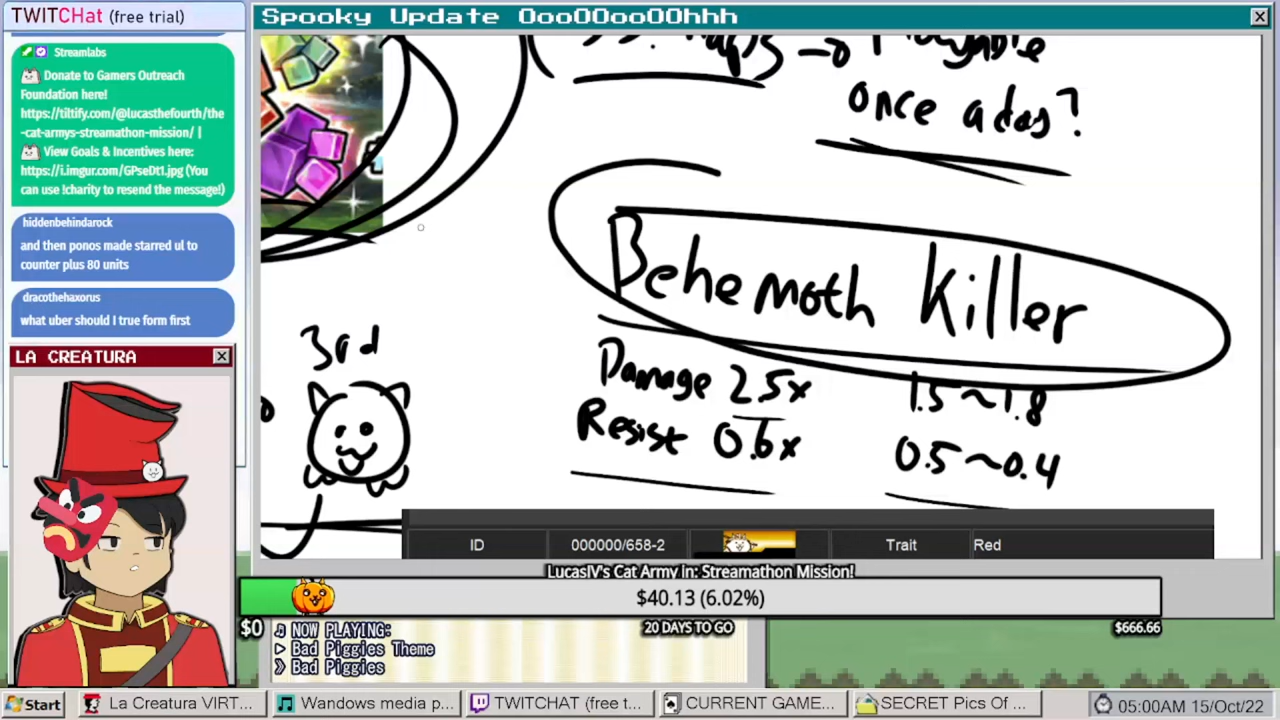 TWITCHat (free trial)
Spooky Update Ooo00Ooo0OOhhh
Streamlabs
Donate to Gamers Outreach
Foundation here!
https://tiltify.com/@lucasthefourth/the
-cat-armys-streamathon-mission/ |
View Goals & Incentives here:
https://i.imgur.com/GPseDt1.jpg (You
can use !charity to resend the message!)
hiddenbehindarock
and then ponos made starred ul to
counter plus 80 units
dracothehaxorus
what uber should I true form first
LA CREATURA
once a day?
Behemoth Killer
3rd
Damage 2.5x 1.5~1.8
Resist 0.6x 0.5~0.4
ID 000000/658-2 Trait Red
LucasIV's Cat Army in: Streamathon Mission!
$40.13 (6.02%)
$0 20 DAYS TO GO $666.66
♫ NOW PLAYING:
Bad Piggies Theme
Bad Piggies
Start La Creatura VIRT... Wandows media p... TWITCHAT (free t... CURRENT GAME... SECRET Pics Of ... 05:00AM 15/Oct/22